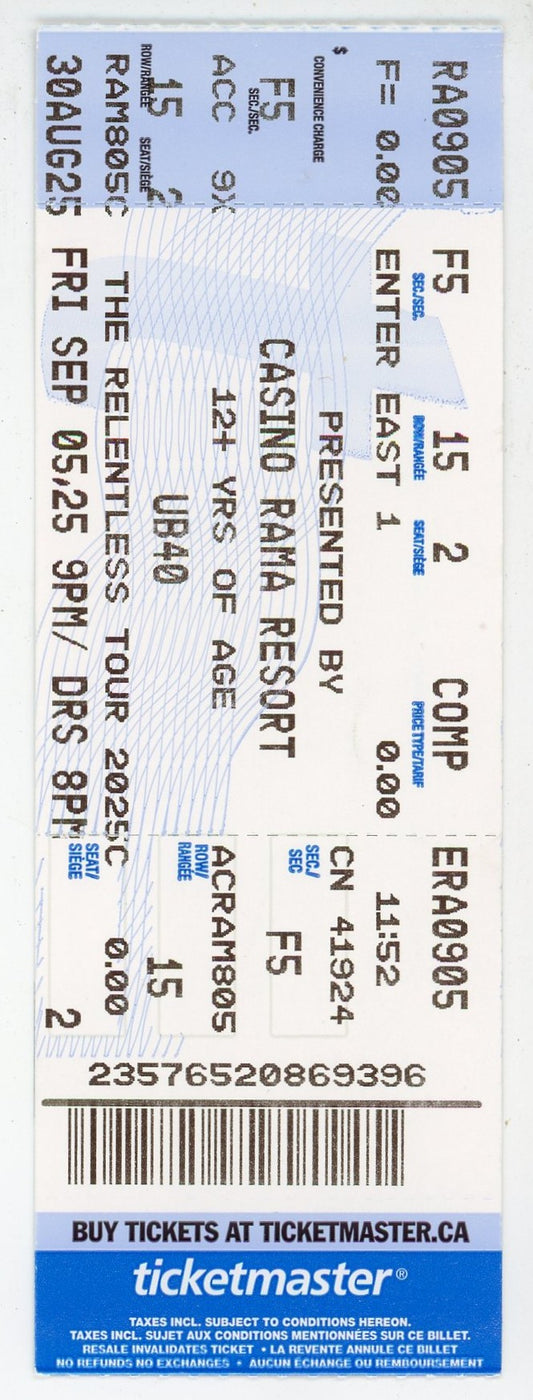 RA0905
F= 0.00
$
CONVENIENCE CHARGE
F5
SEC/SEC.
ACC 9X
15
ROW/RANGÉE
SEAT/SIÈGE
2
RAM805C
30AUG25
F5 15 2 COMP
SEC/SEC. ROW/RANGÉE SEAT/SIÈGE PRICE TYPE/TARIF
ENTER EAST 1 0.00
PRESENTED BY
CASINO RAMA RESORT
12+ YRS OF AGE
UB40
THE RELENTLESS TOUR 2025
FRI SEP 05,25 9PM/ DRS 8PM
ERA0905
11:52
CN 41924
SEC./
SEC
F5
ACRAM805
ROW/
RANGÉE
15
C 0.00
SEAT/
SIÈGE
2
235765208693​96
BUY TICKETS AT TICKETMASTER.CA
ticketmaster®
TAXES INCL. SUBJECT TO CONDITIONS HEREON.
TAXES INCL. SUJET AUX CONDITIONS MENTIONNÉES SUR CE BILLET.
RESALE INVALIDATES TICKET • LA REVENTE ANNULE CE BILLET
NO REFUNDS NO EXCHANGES • AUCUN ÉCHANGE OU REMBOURSEMENT